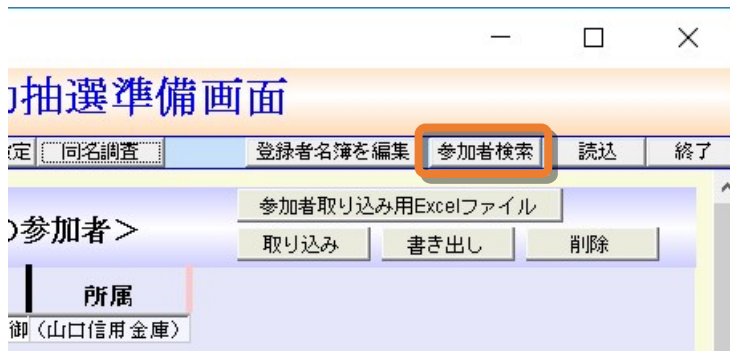 抽選準備画面
定 同名調査 登録者名簿を編集 参加者検索 読込 終了
参加者取り込み用Excelファイル
の参加者＞
取り込み 書き出し 削除
所属
御 （山口信用金庫）